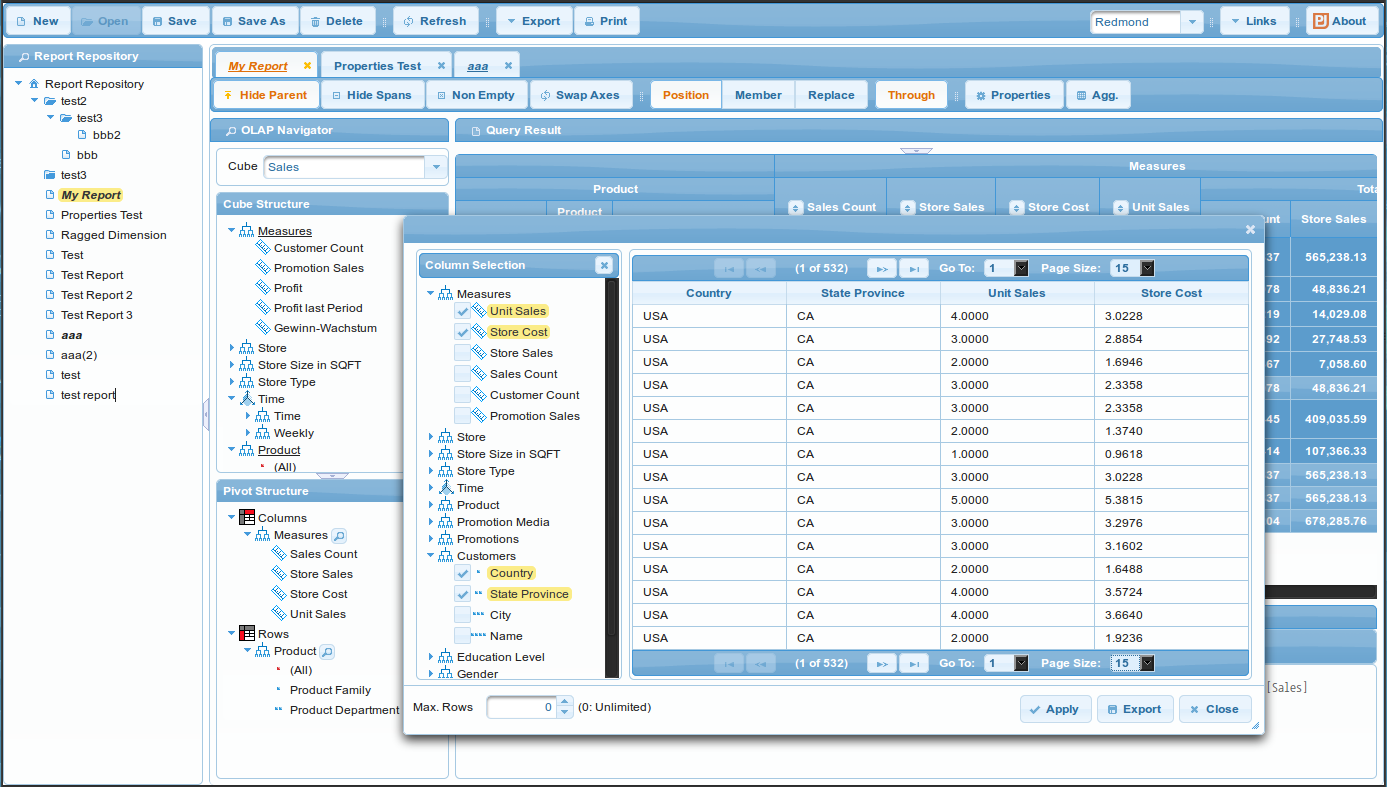 New Open Save Save As Delete Refresh Export Print Redmond Links About
Report Repository
Report Repository
test2
test3
bbb2
bbb
test3
My Report
Properties Test
Ragged Dimension
Test
Test Report
Test Report 2
Test Report 3
aaa
aaa(2)
test
test report
My Report Properties Test aaa
Hide Parent Hide Spans Non Empty Swap Axes Position Member Replace Through Properties Agg.
OLAP Navigator
Cube Sales
Cube Structure
Measures
Customer Count
Promotion Sales
Profit
Profit last Period
Gewinn-Wachstum
Store
Store Size in SQFT
Store Type
Time
Time
Weekly
Product
(All)
Pivot Structure
Columns
Measures
Sales Count
Store Sales
Store Cost
Unit Sales
Rows
Product
(All)
Product Family
Product Department
Query Result
Measures
Product
Product Sales Count Store Sales Store Cost Unit Sales
Store Sales
37 565,238.13
78 48,836.21
19 14,029.08
92 27,748.53
67 7,058.60
78 48,836.21
45 409,035.59
14 107,366.33
37 565,238.13
37 565,238.13
04 678,285.76
[Sales]
Column Selection
Measures
Unit Sales
Store Cost
Store Sales
Sales Count
Customer Count
Promotion Sales
Store
Store Size in SQFT
Store Type
Time
Product
Promotion Media
Promotions
Customers
Country
State Province
City
Name
Education Level
Gender
(1 of 532) Go To: 1 Page Size: 15
Country State Province Unit Sales Store Cost
USA CA 4.0000 3.0228
USA CA 3.0000 2.8854
USA CA 2.0000 1.6946
USA CA 3.0000 2.3358
USA CA 3.0000 2.3358
USA CA 2.0000 1.3740
USA CA 1.0000 0.9618
USA CA 3.0000 3.0228
USA CA 5.0000 5.3815
USA CA 3.0000 3.2976
USA CA 3.0000 3.1602
USA CA 2.0000 1.6488
USA CA 4.0000 3.5724
USA CA 4.0000 3.6640
USA CA 2.0000 1.9236
(1 of 532) Go To: 1 Page Size: 15
Max. Rows 0 (0: Unlimited) Apply Export Close